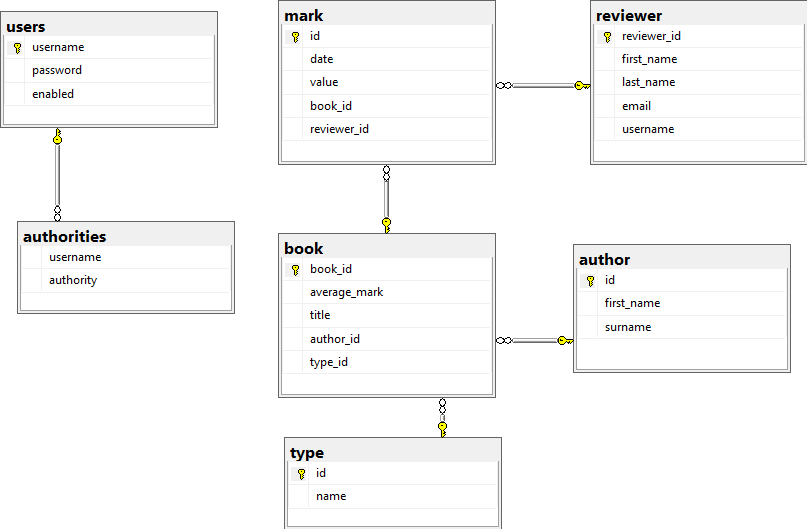 users
username
password
enabled
authorities
username
authority
mark
id
date
value
book_id
reviewer_id
reviewer
reviewer_id
first_name
last_name
email
username
book
book_id
average_mark
title
author_id
type_id
author
id
first_name
surname
type
id
name